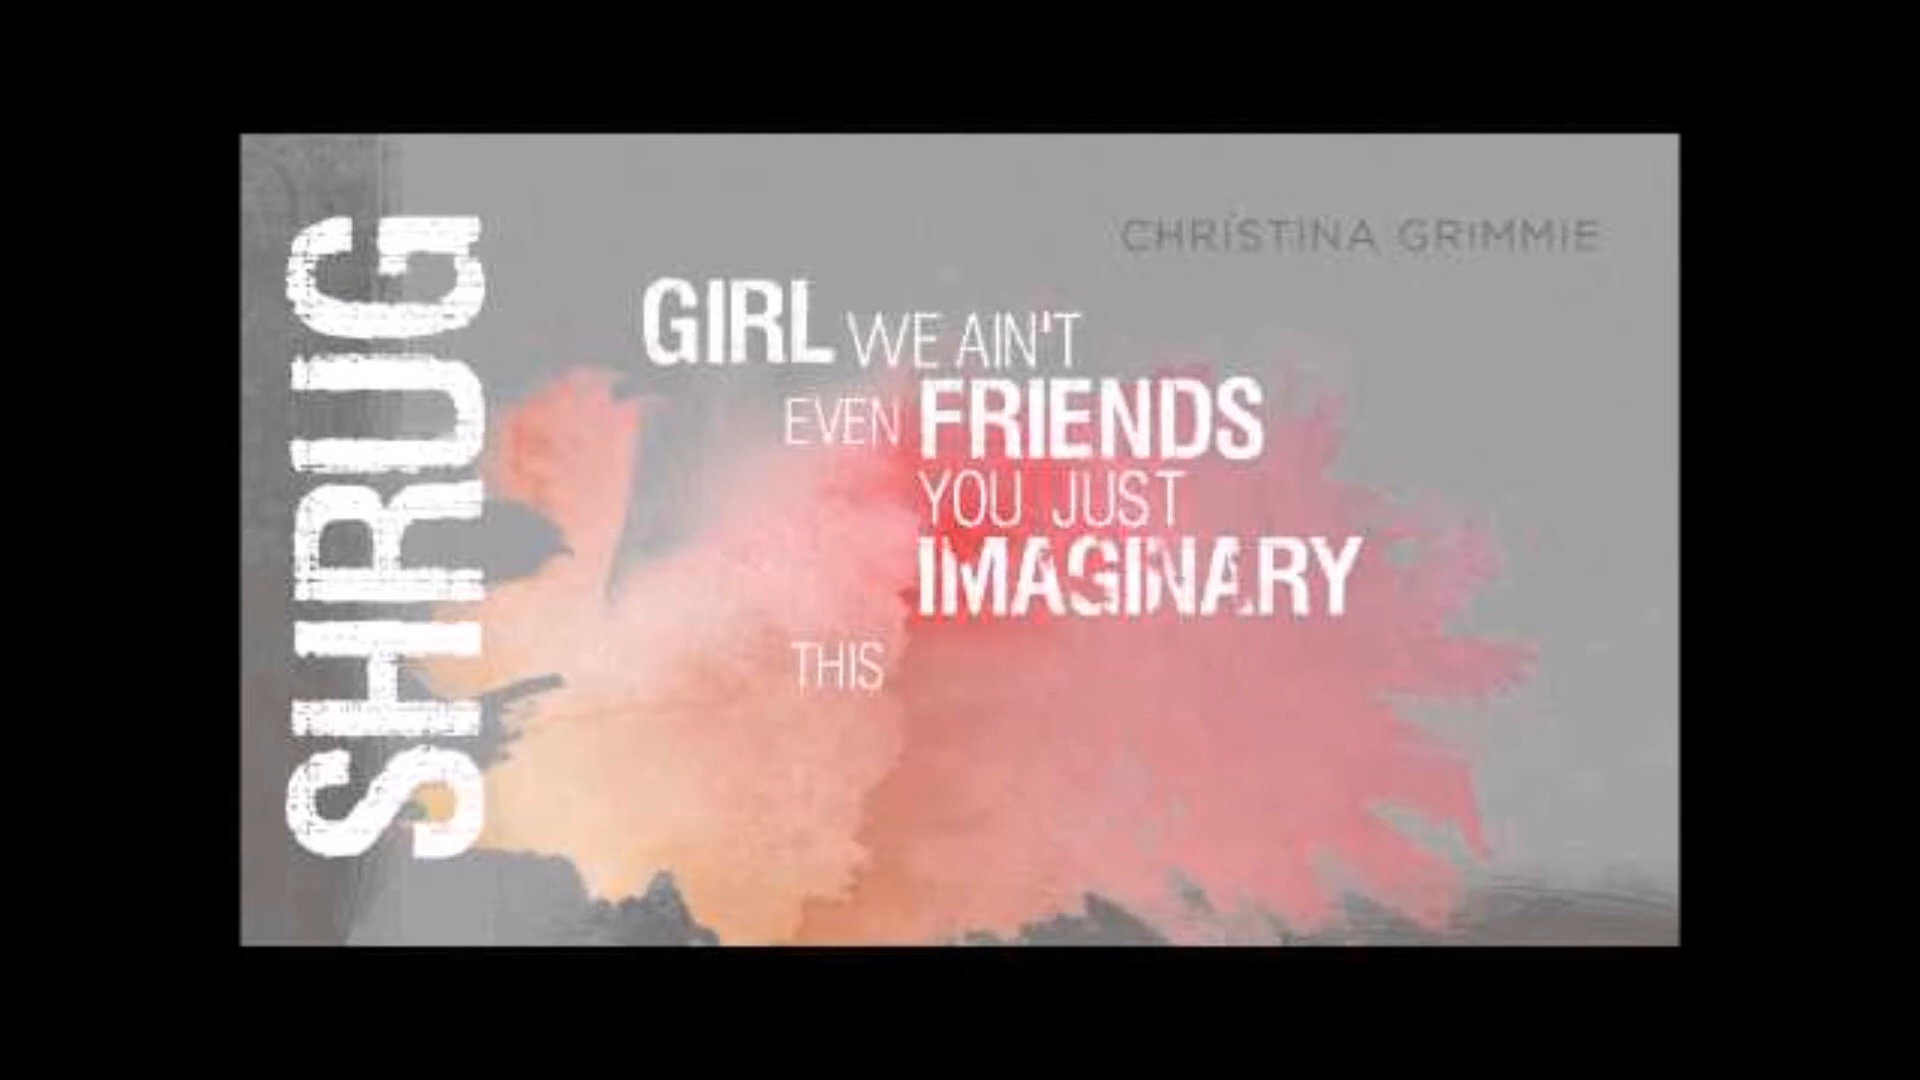 SHRUG
CHRISTINA GRIMMIE
GIRL WE AIN'T
EVEN FRIENDS
YOU JUST
IMAGINARY
THIS